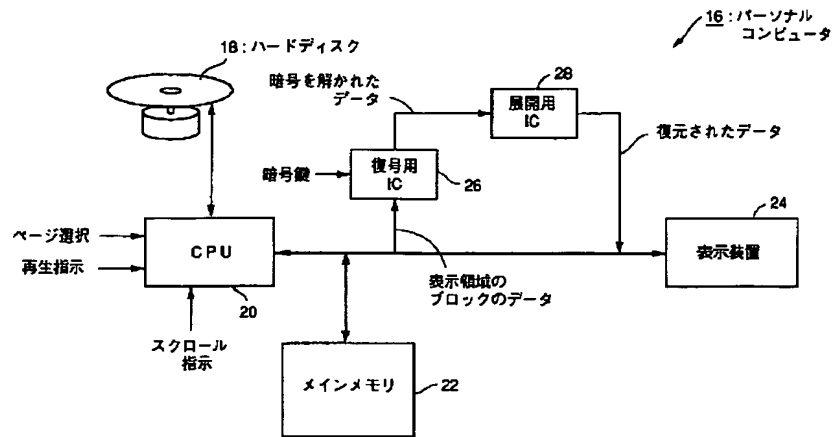 16：パーソナル
コンピュータ
18：ハードディスク
暗号を解かれた
データ
28
展開用
IC
復元されたデータ
暗号鍵
復号用
IC
26
24
ページ選択
再生指示
CPU
表示装置
表示領域の
ブロックのデータ
20
スクロール
指示
メインメモリ
22